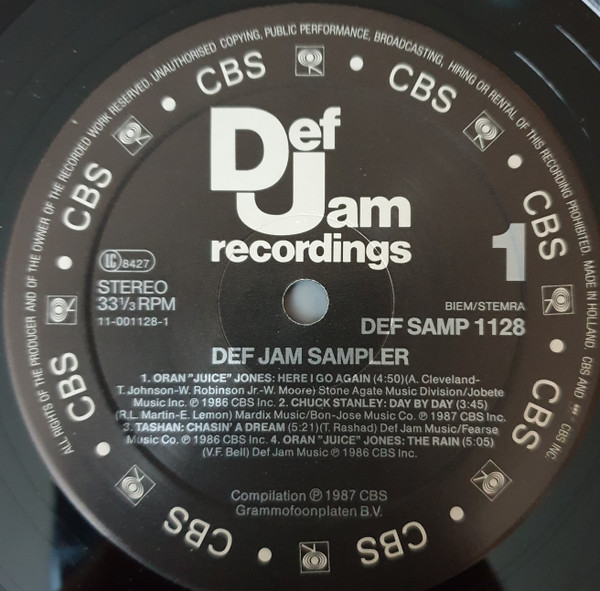 ALL RIGHTS OF THE PRODUCER AND OF THE OWNER OF THE RECORDED WORK RESERVED. UNAUTHORISED COPYING, PUBLIC PERFORMANCE, BROADCASTING, HIRING OR RENTAL OF THIS RECORDING PROHIBITED. MADE IN HOLLAND. CBS AND CBS INC.
CBS
CBS
CBS
CBS
CBS
CBS
CBS
CBS
Def
Jam
recordings
LC 8427
1
STEREO
33 1/3 RPM
11-001128-1
BIEM/STEMRA
DEF SAMP 1128
DEF JAM SAMPLER
1. ORAN "JUICE" JONES: HERE I GO AGAIN (4:50)(A. Cleveland-
T. Johnson-W. Robinson Jr.-W. Moore) Stone Agate Music Division/Jobete
Music Inc. ℗ 1986 CBS Inc. 2. CHUCK STANLEY: DAY BY DAY (3:45)
(R.L. Martin-E. Lemon) Mardix Music/Bon-Jose Music Co. ℗ 1987 CBS Inc.
3. TASHAN: CHASIN' A DREAM (5:21)(T. Rashad) Def Jam Music/Fearse
Music Co. ℗ 1986 CBS Inc. 4. ORAN "JUICE" JONES: THE RAIN (5:05)
(V.F. Bell) Def Jam Music ℗ 1986 CBS Inc.
Compilation ℗ 1987 CBS
Grammofoonplaten B.V.